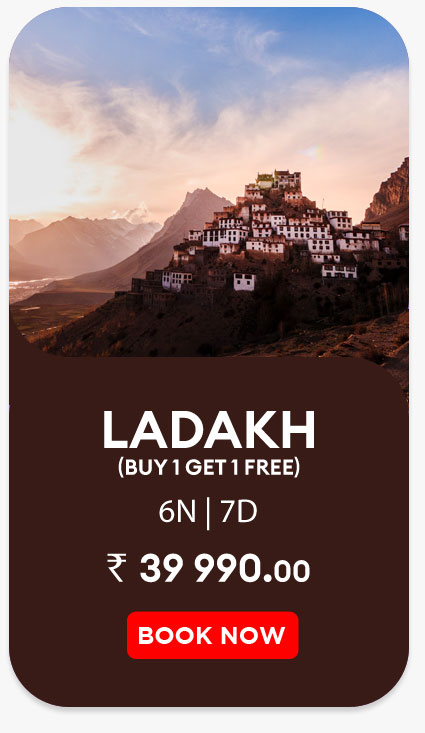 LADAKH
(BUY 1 GET 1 FREE)
6N | 7D
₹ 39 990.00
BOOK NOW